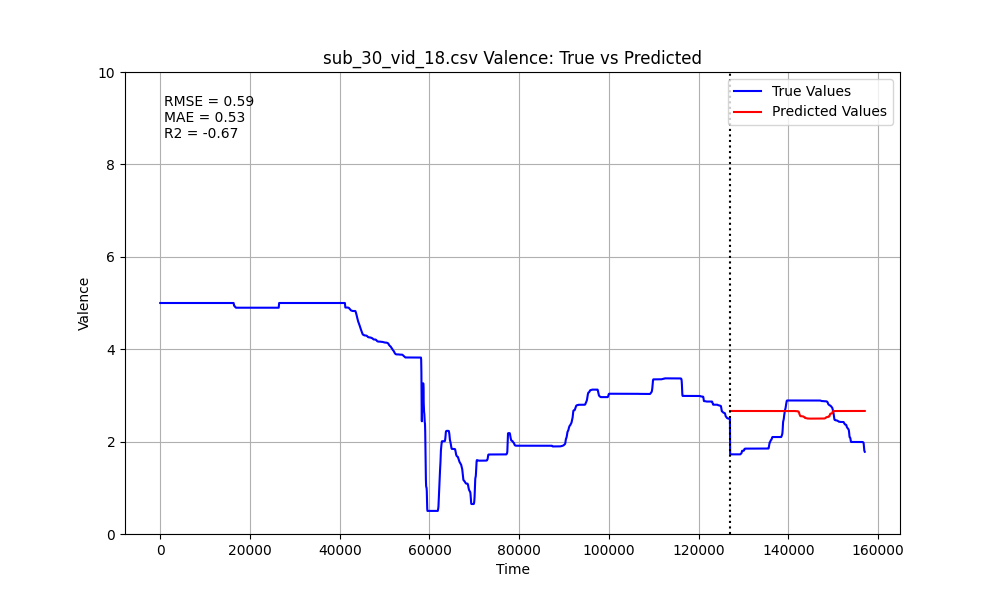 sub_30_vid_18.csv Valence: True vs Predicted
RMSE = 0.59
MAE = 0.53
R2 = -0.67
True Values
Predicted Values
Valence
10
8
6
4
2
0
0 20000 40000 60000 80000 100000 120000 140000 160000
Time